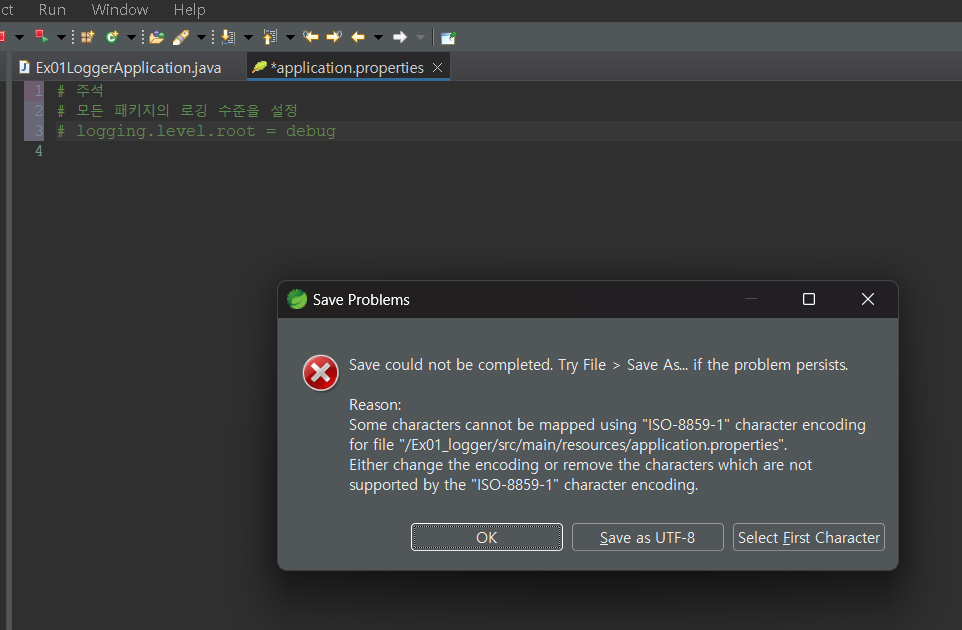 ct Run Window Help
Ex01LoggerApplication.java *application.properties
1 # 주석
2 # 모든 패키지의 로깅 수준을 설정
3 # logging.level.root = debug
4
Save Problems
Save could not be completed. Try File > Save As... if the problem persists.
Reason:
Some characters cannot be mapped using "ISO-8859-1" character encoding
for file "/Ex01_logger/src/main/resources/application.properties".
Either change the encoding or remove the characters which are not
supported by the "ISO-8859-1" character encoding.
OK Save as UTF-8 Select First Character